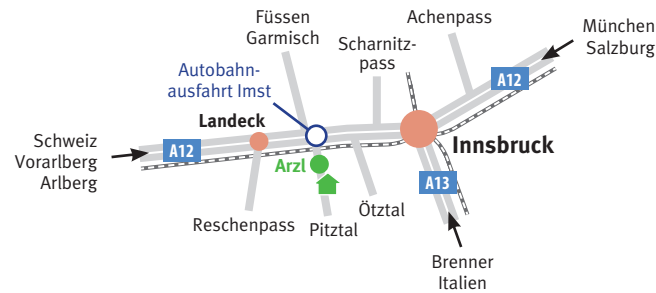 Füssen
Garmisch
Achenpass
München
Salzburg
Scharnitz-
pass
Autobahn-
ausfahrt Imst
A12
Landeck
Schweiz
Vorarlberg
Arlberg
A12
Innsbruck
Arzl
A13
Reschenpass
Pitztal
Ötztal
Brenner
Italien